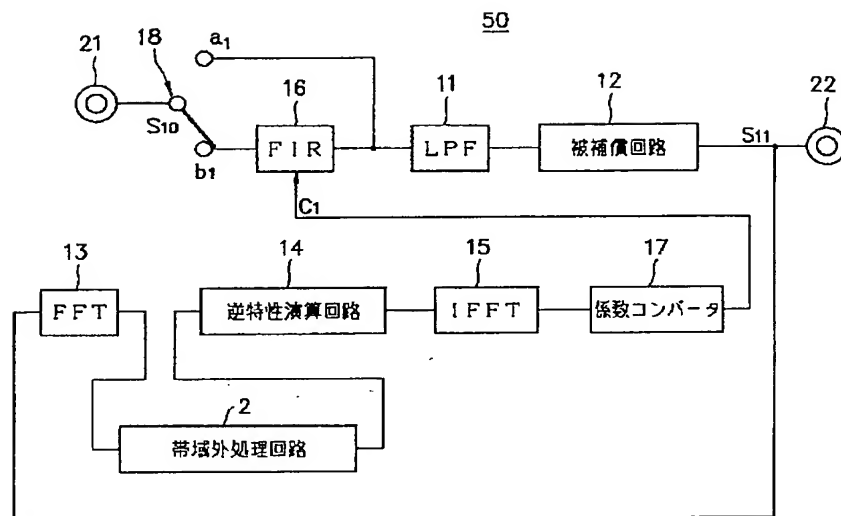 50
21
18
a1
16
11
12
22
S10
b1
FIR
LPF
被補償回路
S11
C1
13
14
15
17
FFT
逆特性演算回路
IFFT
係数コンバータ
2
帯域外処理回路